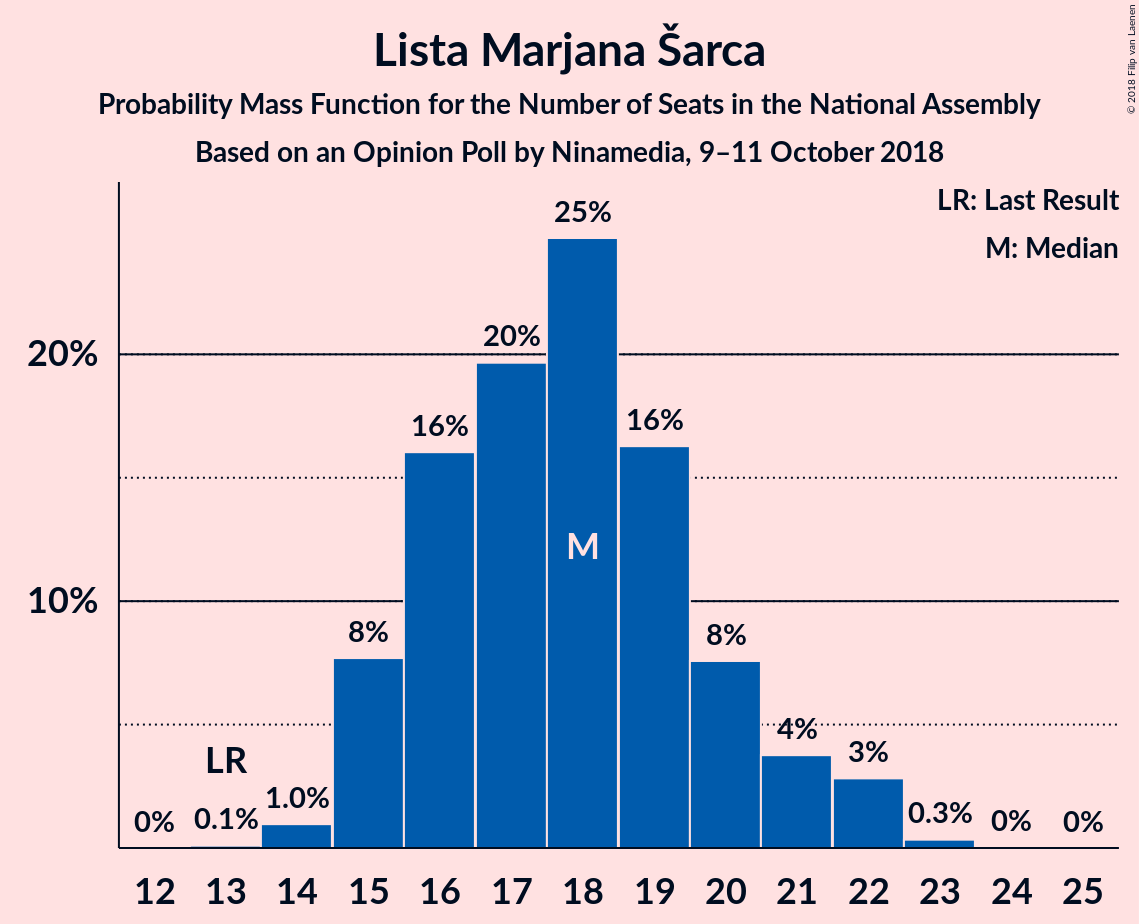 Lista Marjana Šarca
Probability Mass Function for the Number of Seats in the National Assembly
Based on an Opinion Poll by Ninamedia, 9–11 October 2018
© 2018 Filip van Laenen
LR: Last Result
M: Median
20%
10%
0%
0.1%
LR
1.0%
8%
16%
20%
25%
M
16%
8%
4%
3%
0.3%
0%
0%
12 13 14 15 16 17 18 19 20 21 22 23 24 25